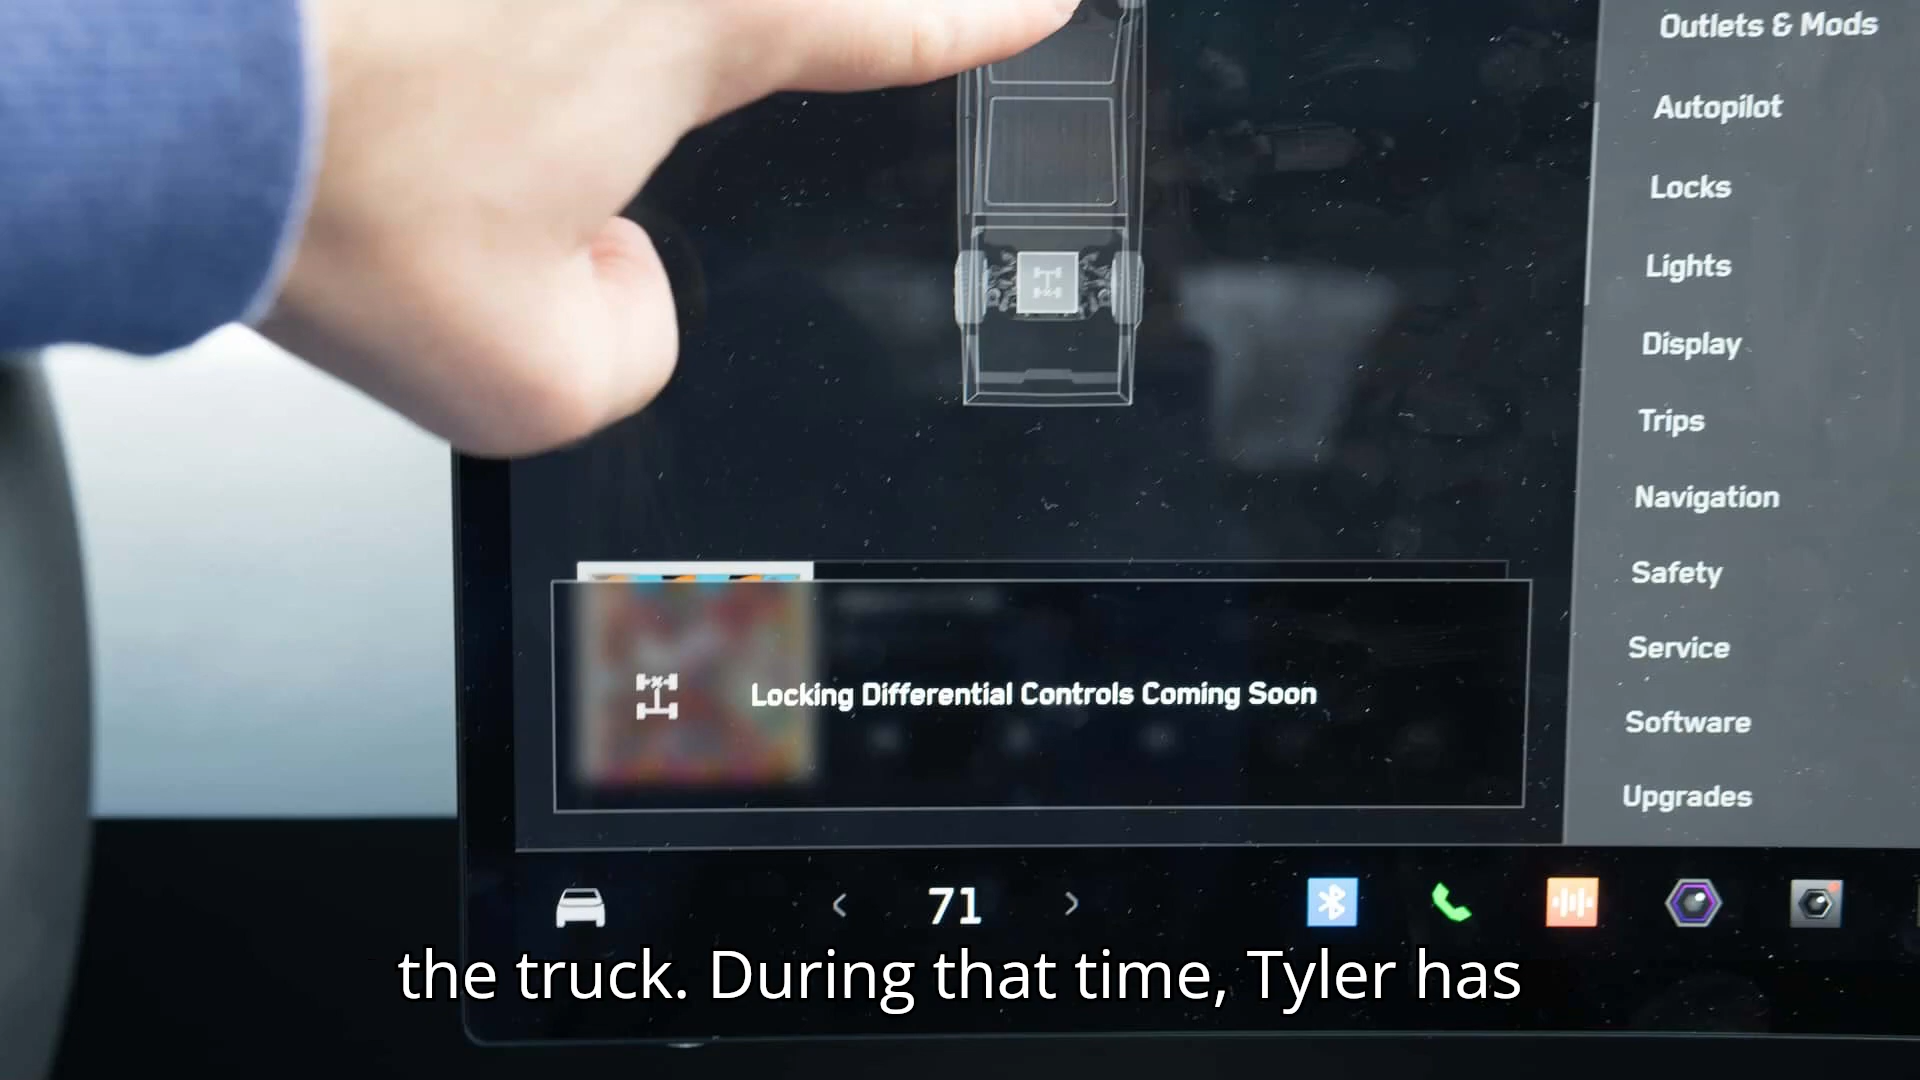 Outlets & Mods
Autopilot
Locks
Lights
Display
Trips
Navigation
Safety
Service
Software
Upgrades
Locking Differential Controls Coming Soon
< 71 >
the truck. During that time, Tyler has